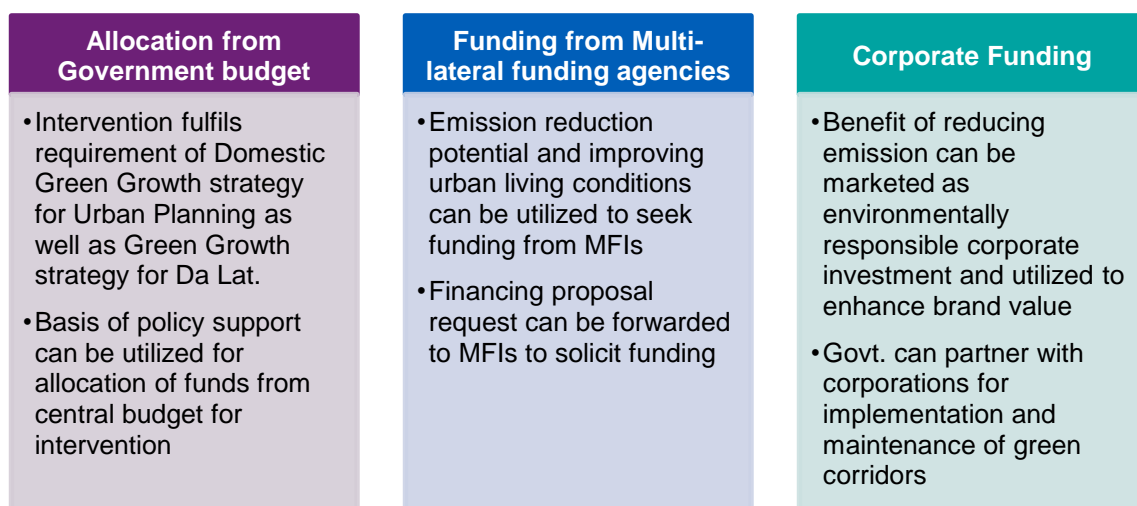 Allocation from
Government budget
•Intervention fulfils
requirement of Domestic
Green Growth strategy
for Urban Planning as
well as Green Growth
strategy for Da Lat.
•Basis of policy support
can be utilized for
allocation of funds from
central budget for
intervention
Funding from Multi-
lateral funding agencies
•Emission reduction
potential and improving
urban living conditions
can be utilized to seek
funding from MFIs
•Financing proposal
request can be forwarded
to MFIs to solicit funding
Corporate Funding
•Benefit of reducing
emission can be
marketed as
environmentally
responsible corporate
investment and utilized to
enhance brand value
•Govt. can partner with
corporations for
implementation and
maintenance of green
corridors